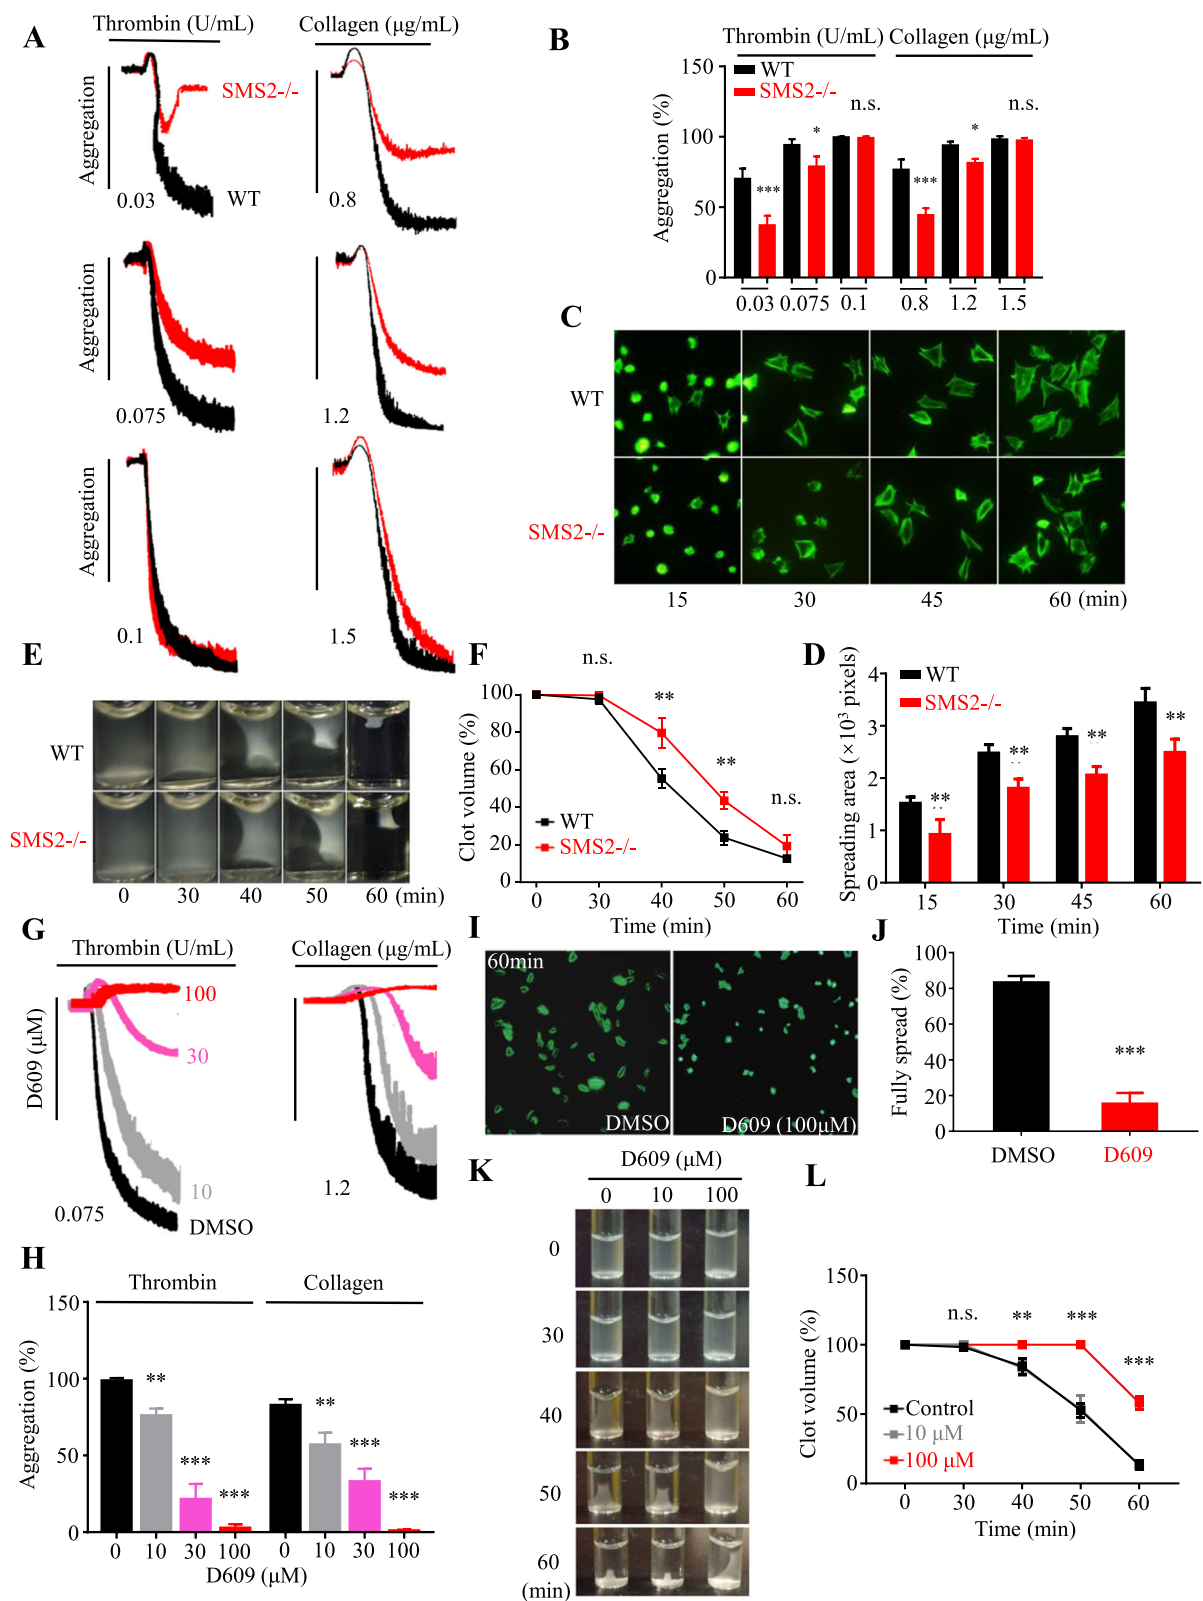 A
Thrombin (U/mL)
Collagen (μg/mL)
Aggregation
SMS2-/-
WT
0.03
0.8
Aggregation
0.075
1.2
Aggregation
0.1
1.5
B
Thrombin (U/mL) Collagen (μg/mL)
WT
SMS2-/-
Aggregation (%)
150
100
50
0
*** * n.s. *** * n.s.
0.03 0.075 0.1 0.8 1.2 1.5
C
WT
SMS2-/-
15 30 45 60 (min)
E
WT
SMS2-/-
0 30 40 50 60 (min)
F
Clot volume (%)
100
80
60
40
20
0
n.s. ** ** n.s.
WT
SMS2-/-
0 30 40 50 60
Time (min)
D
Spreading area (×10³ pixels)
4
3
2
1
0
WT
SMS2-/-
** ** ** **
15 30 45 60
Time (min)
G
Thrombin (U/mL) Collagen (μg/mL)
D609 (μM)
100
30
10
DMSO
0.075
1.2
H
Thrombin Collagen
Aggregation (%)
150
100
50
0
** *** *** ** *** ***
0 10 30 100 0 10 30 100
D609 (μM)
I
60min
DMSO
D609 (100μM)
J
Fully spread (%)
100
80
60
40
20
0
***
DMSO D609
K
D609 (μM)
0 10 100
0
30
40
50
60
(min)
L
Clot volume (%)
150
100
50
0
n.s. ** *** ***
Control
10 μM
100 μM
0 30 40 50 60
Time (min)